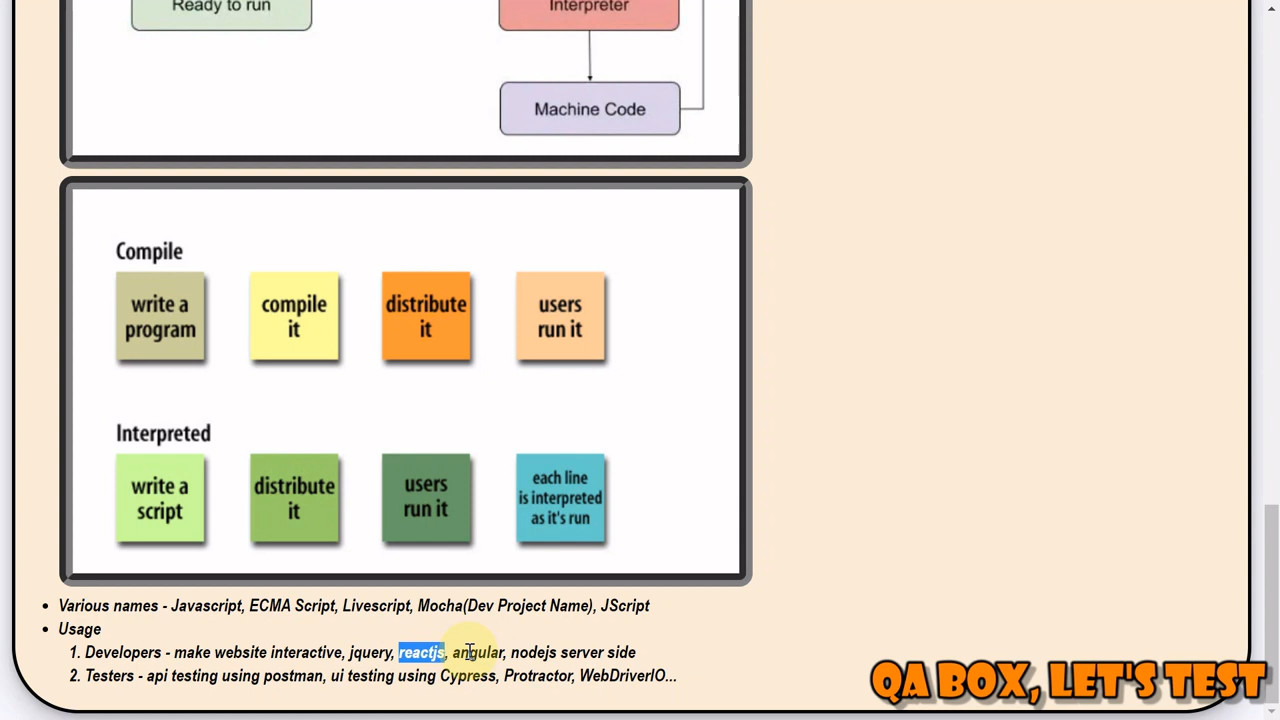 Ready to run
Interpreter
Machine Code
Compile
write a
program
compile
it
distribute
it
users
run it
Interpreted
write a
script
distribute
it
users
run it
each line
is interpreted
as it's run
• Various names - Javascript, ECMA Script, Livescript, Mocha(Dev Project Name), JScript
• Usage
1. Developers - make website interactive, jquery, reactjs, angular, nodejs server side
2. Testers - api testing using postman, ui testing using Cypress, Protractor, WebDriverIO...
QA BOX, LET'S TEST